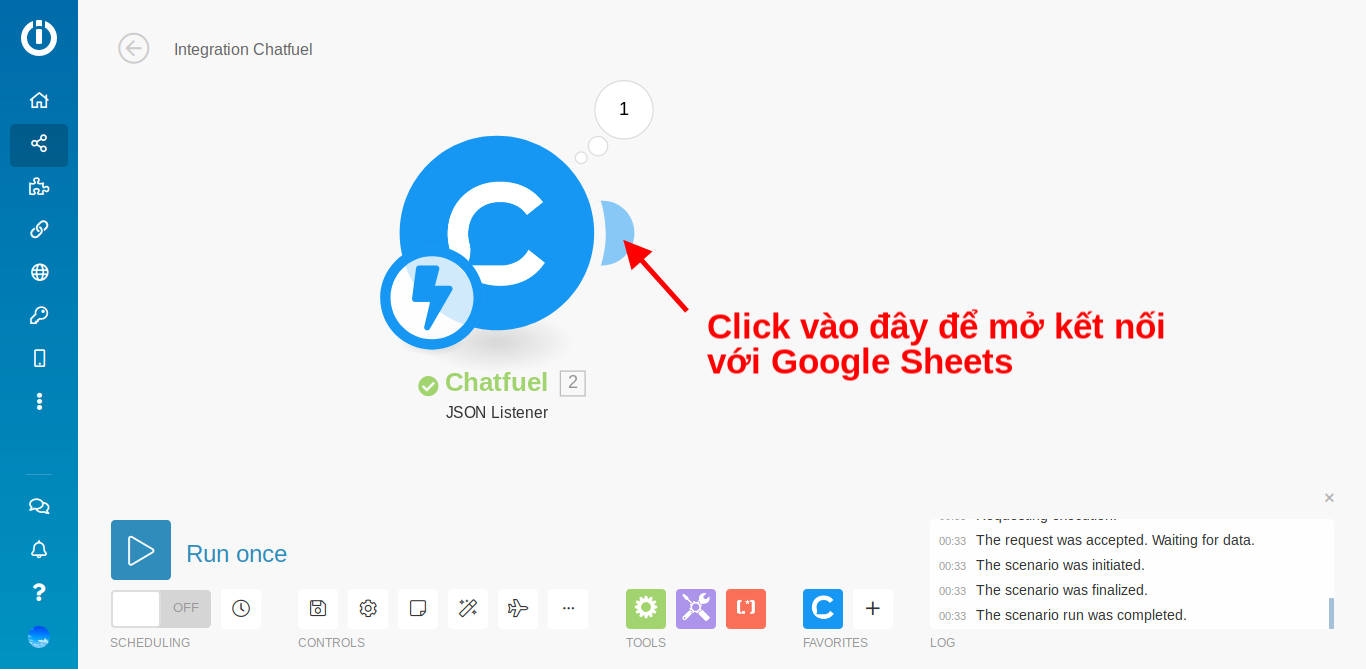 Integration Chatfuel
1
Click vào đây để mở kết nối
với Google Sheets
Chatfuel 2
JSON Listener
Requesting execution.
00:33 The request was accepted. Waiting for data.
00:33 The scenario was initiated.
00:33 The scenario was finalized.
00:33 The scenario run was completed.
Run once
OFF
SCHEDULING
CONTROLS
TOOLS
FAVORITES
LOG